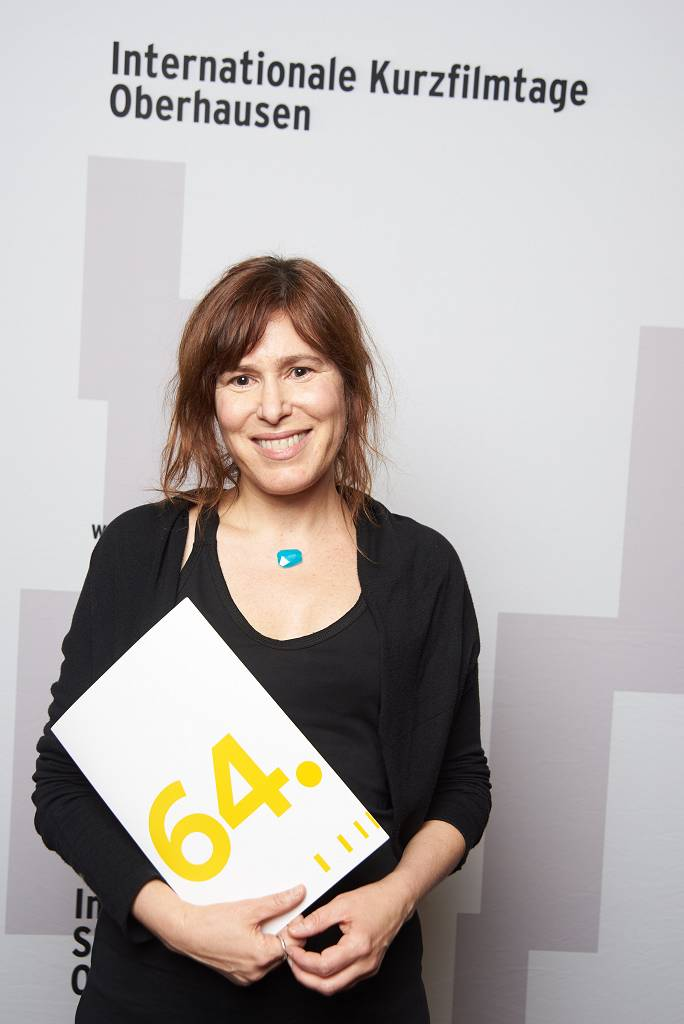 Internationale Kurzfilmtage
Oberhausen
64.